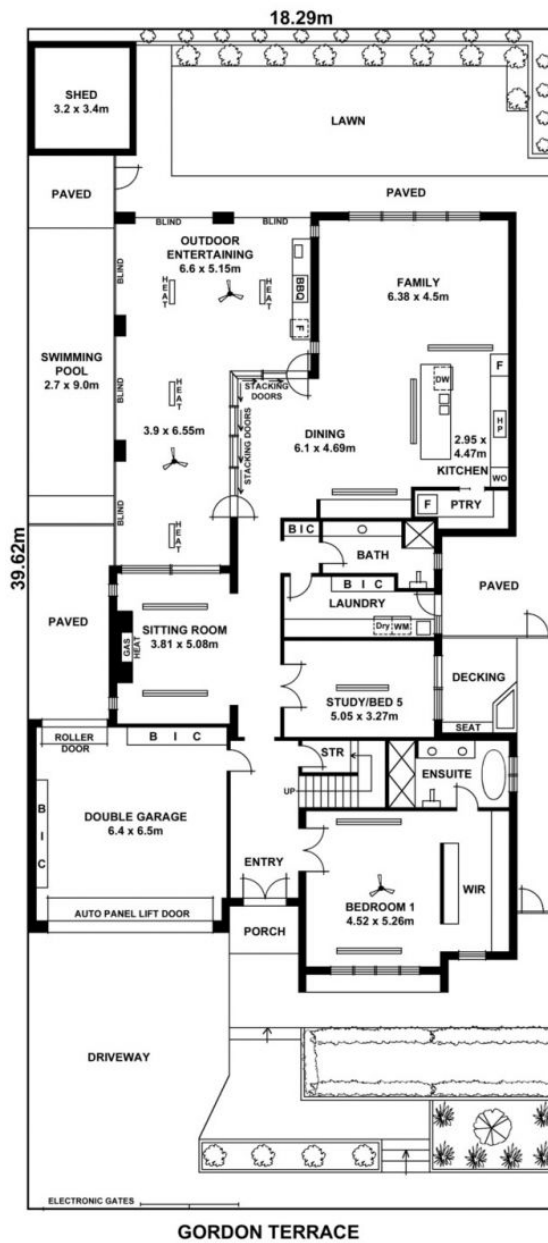 18.29m
SHED
3.2 x 3.4m
LAWN
PAVED
PAVED
BLIND
BLIND
OUTDOOR
ENTERTAINING
6.6 x 5.15m
BLIND
HEAT
HEAT
BBQ
F
FAMILY
6.38 x 4.5m
SWIMMING
POOL
2.7 x 9.0m
BLIND
HEAT
3.9 x 6.55m
STACKING
DOORS
STACKING DOORS
DINING
6.1 x 4.69m
DW
F
HP
2.95 x
4.47m
KITCHEN
WO
F
PTRY
BLIND
HEAT
39.62m
BIC
BATH
PAVED
BIC
LAUNDRY
Dry
WM
PAVED
SITTING ROOM
3.81 x 5.08m
GAS
HEAT
STUDY/BED 5
5.05 x 3.27m
DECKING
SEAT
ROLLER
DOOR
B I C
STR
UP
ENSUITE
BIC
DOUBLE GARAGE
6.4 x 6.5m
ENTRY
WIR
BEDROOM 1
4.52 x 5.26m
AUTO PANEL LIFT DOOR
PORCH
DRIVEWAY
ELECTRONIC GATES
GORDON TERRACE